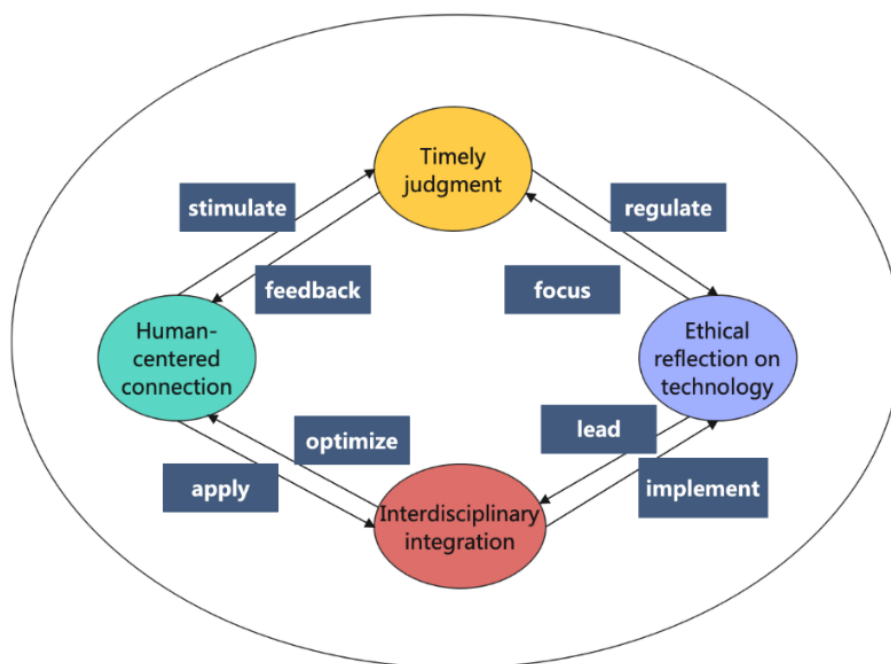 Timely
judgment
stimulate
regulate
feedback
focus
Human-
centered
connection
Ethical
reflection on
technology
optimize
lead
apply
implement
Interdisciplinary
integration